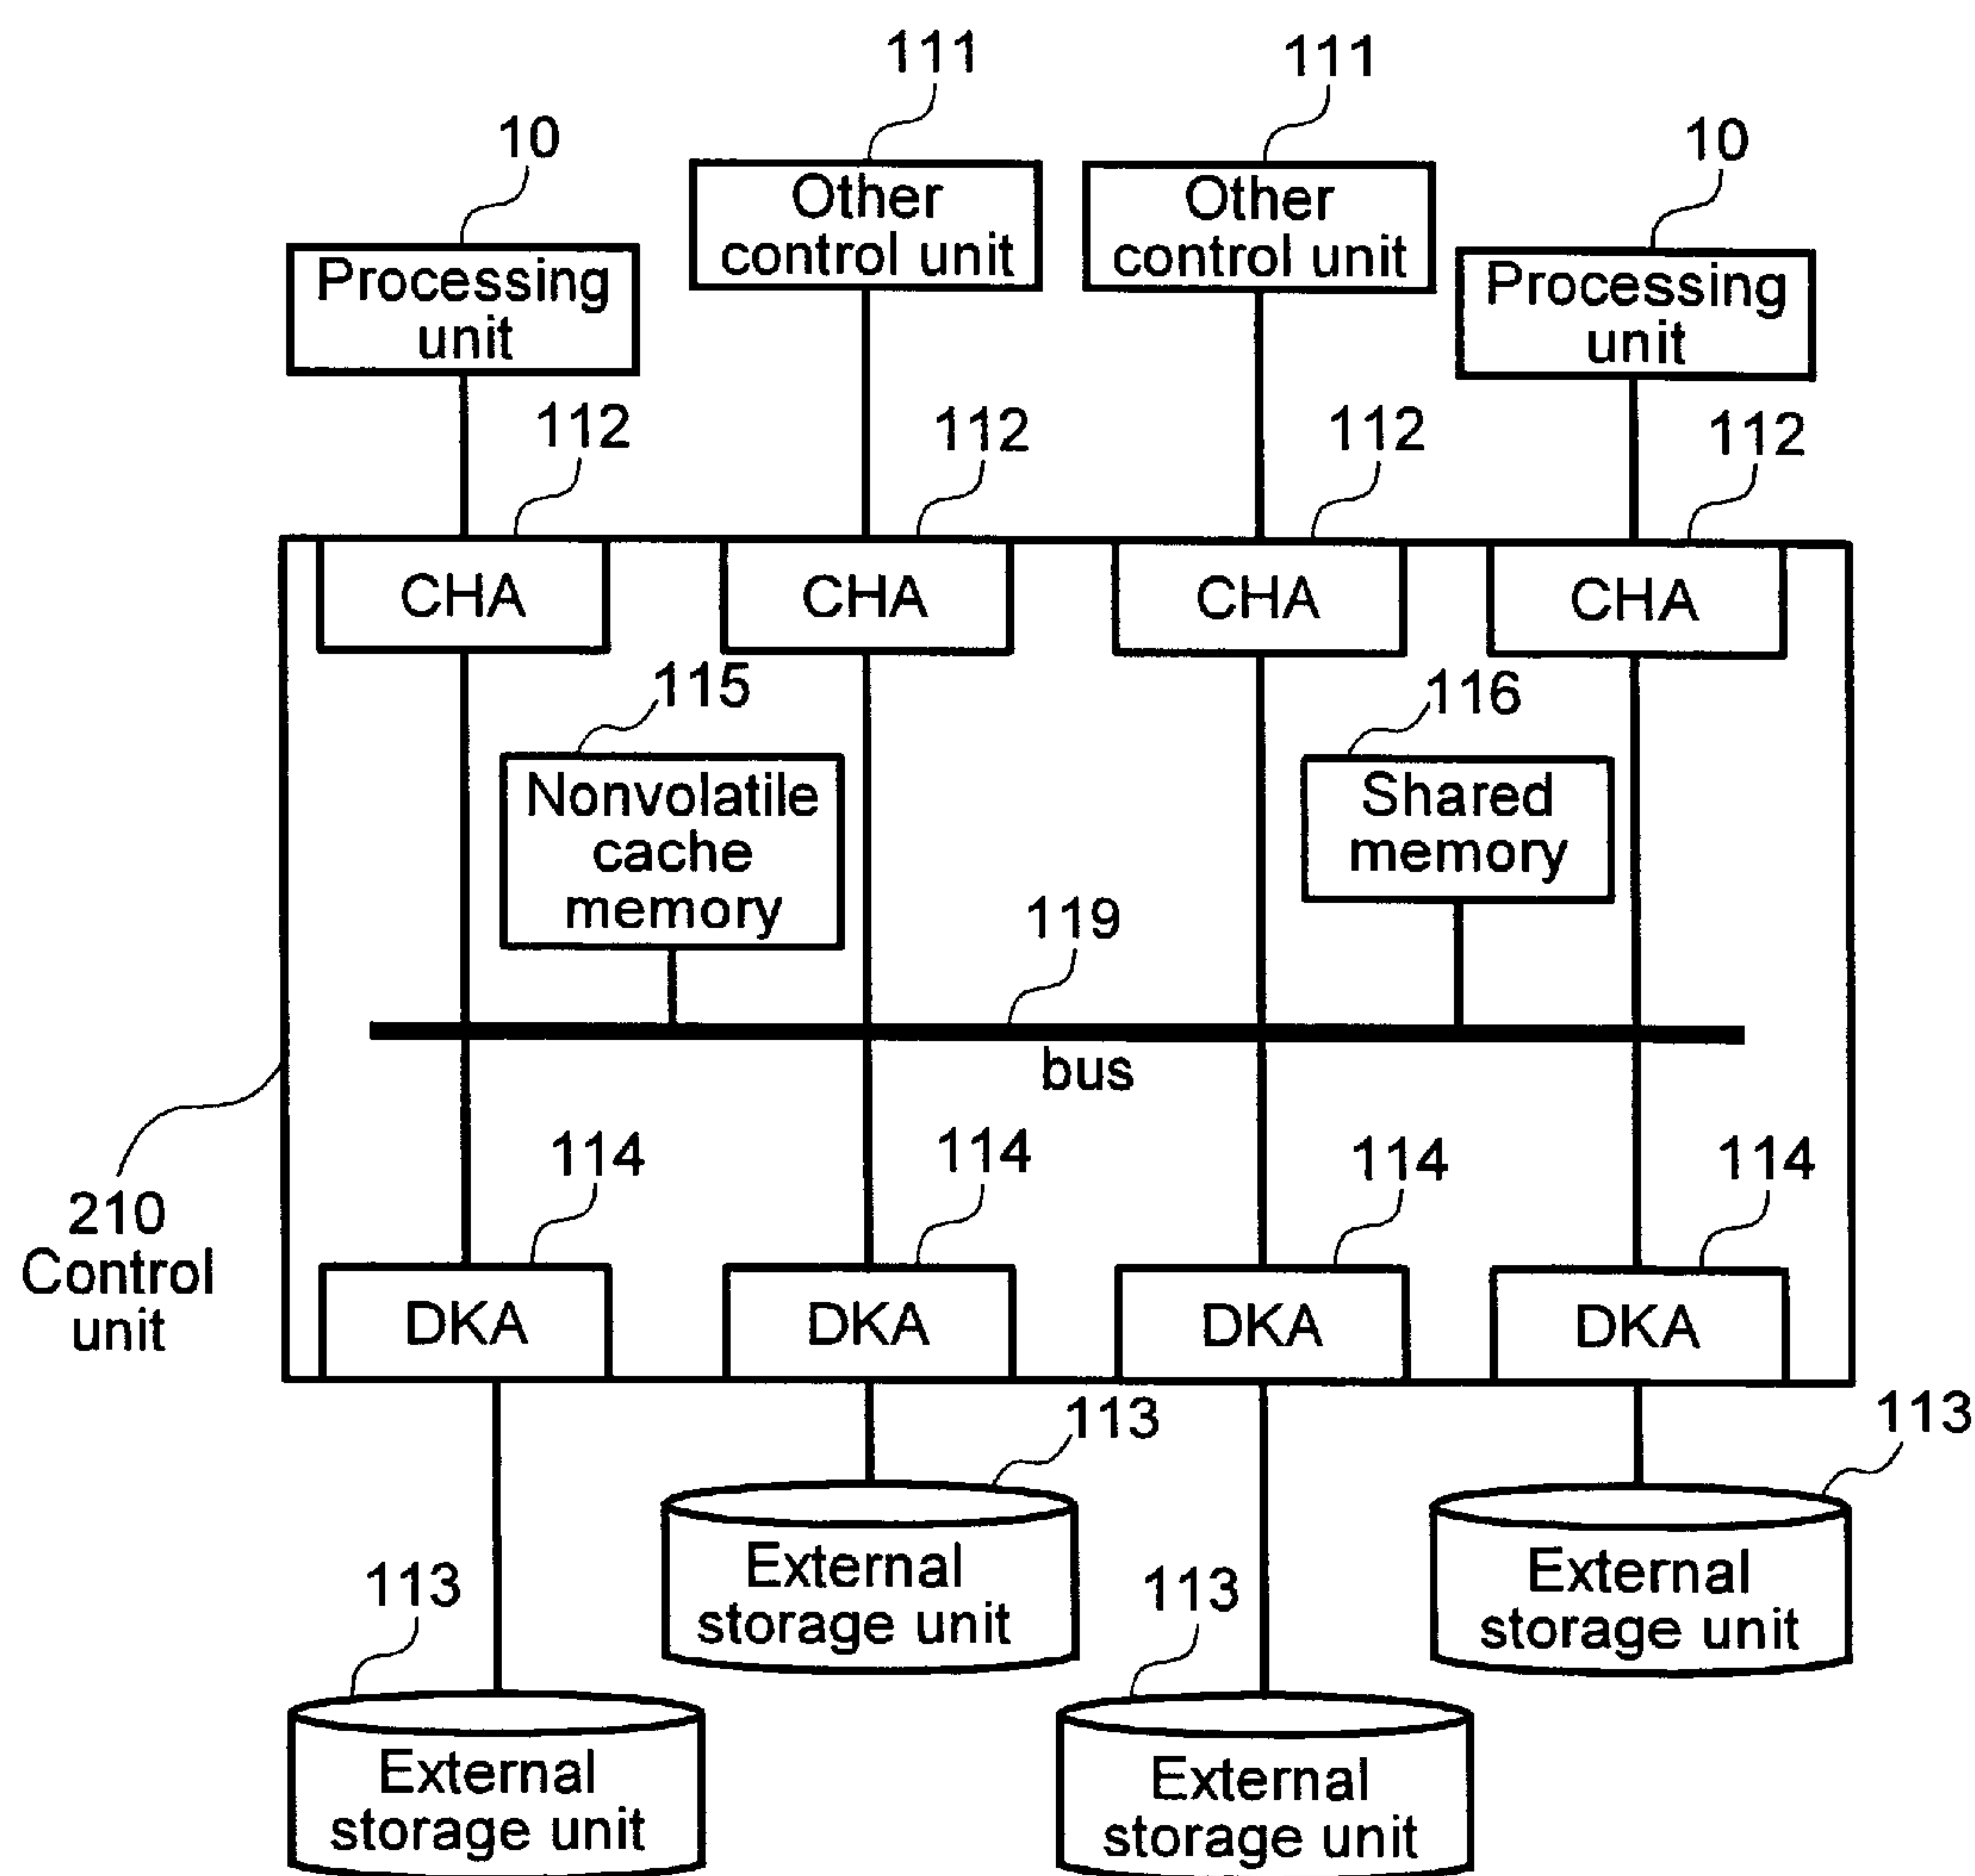 111
111
10
10
Other
control unit
Other
control unit
Processing
unit
Processing
unit
112
112
112
112
CHA
CHA
CHA
CHA
115
116
Nonvolatile
cache
memory
Shared
memory
119
bus
114
114
114
114
210
Control
unit
DKA
DKA
DKA
DKA
113
113
External
storage unit
External
storage unit
113
113
External
storage unit
External
storage unit